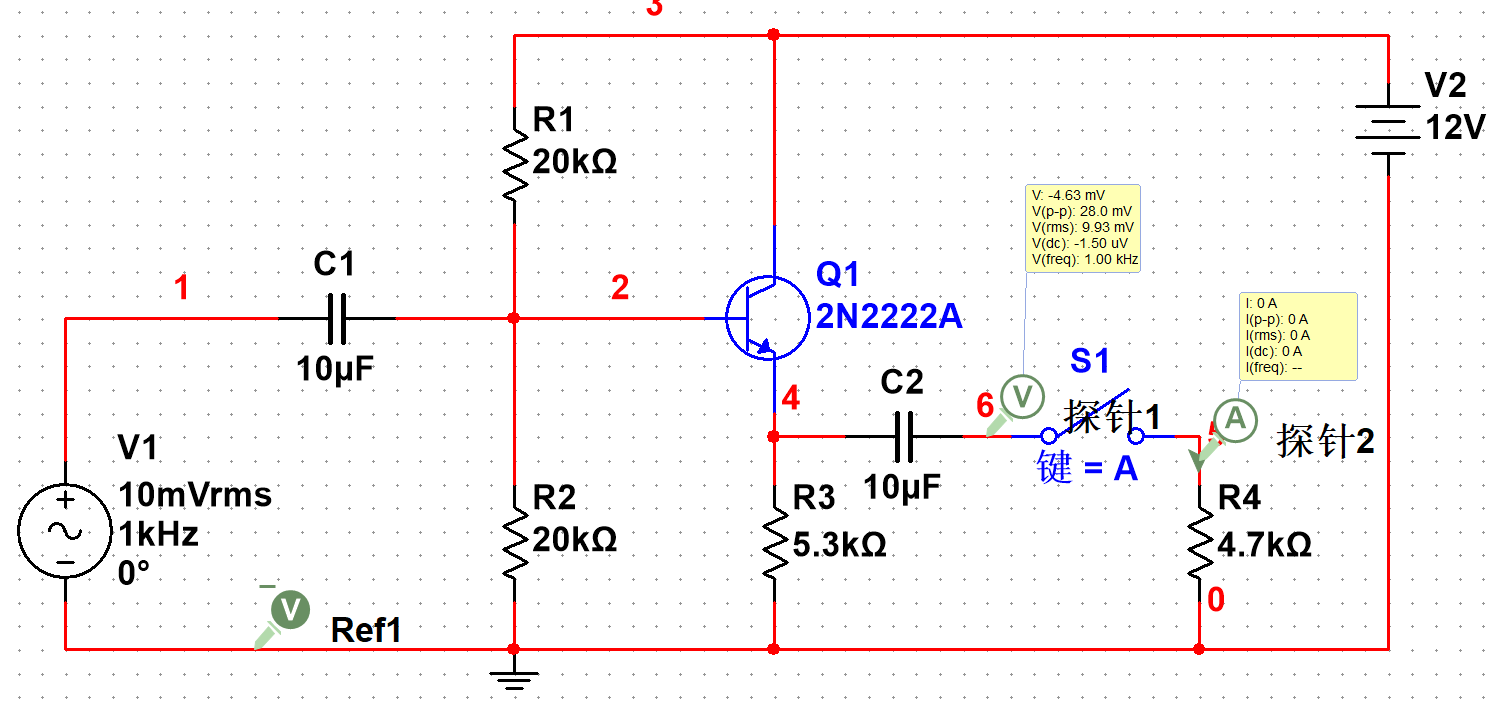 3
V2
12V
R1
20kΩ
V: -4.63 mV
V(p-p): 28.0 mV
V(rms): 9.93 mV
V(dc): -1.50 uV
V(freq): 1.00 kHz
C1
10µF
1
2
Q1
2N2222A
I: 0 A
I(p-p): 0 A
I(rms): 0 A
I(dc): 0 A
I(freq): --
S1
C2
10µF
4
6
V
探针1
键 = A
A
探针2
V1
10mVrms
1kHz
0°
R2
20kΩ
R3
5.3kΩ
R4
4.7kΩ
0
V
Ref1